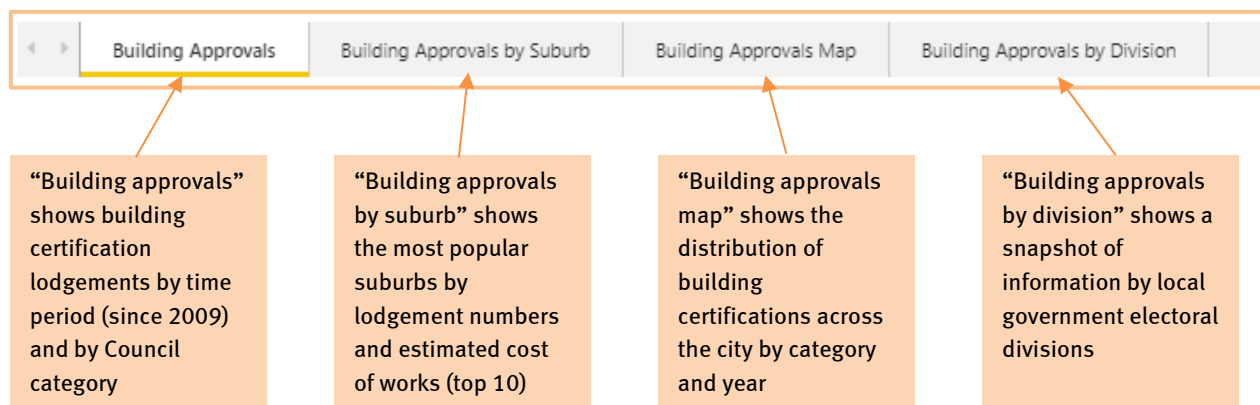 Building Approvals
Building Approvals by Suburb
Building Approvals Map
Building Approvals by Division
“Building approvals”
shows building
certification
lodgements by time
period (since 2009)
and by Council
category
“Building approvals
by suburb” shows
the most popular
suburbs by
lodgement numbers
and estimated cost
of works (top 10)
“Building approvals
map” shows the
distribution of
building
certifications across
the city by category
and year
“Building approvals
by division” shows a
snapshot of
information by local
government electoral
divisions